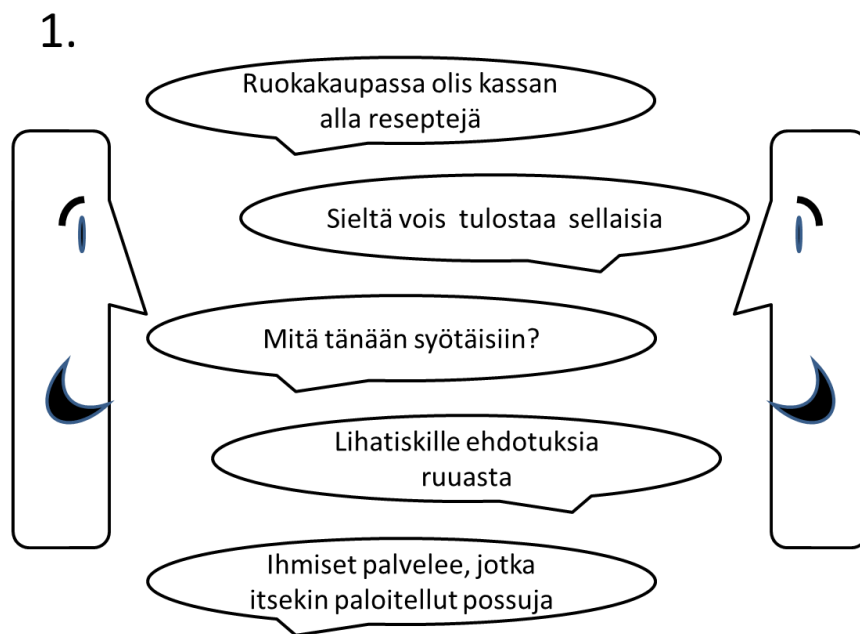 1.
Ruokakaupassa olis kassan
alla reseptejä
Sieltä vois tulostaa sellaisia
Mitä tänään syötäisiin?
Lihatiskille ehdotuksia
ruuasta
Ihmiset palvelee, jotka
itsekin paloitellut possuja